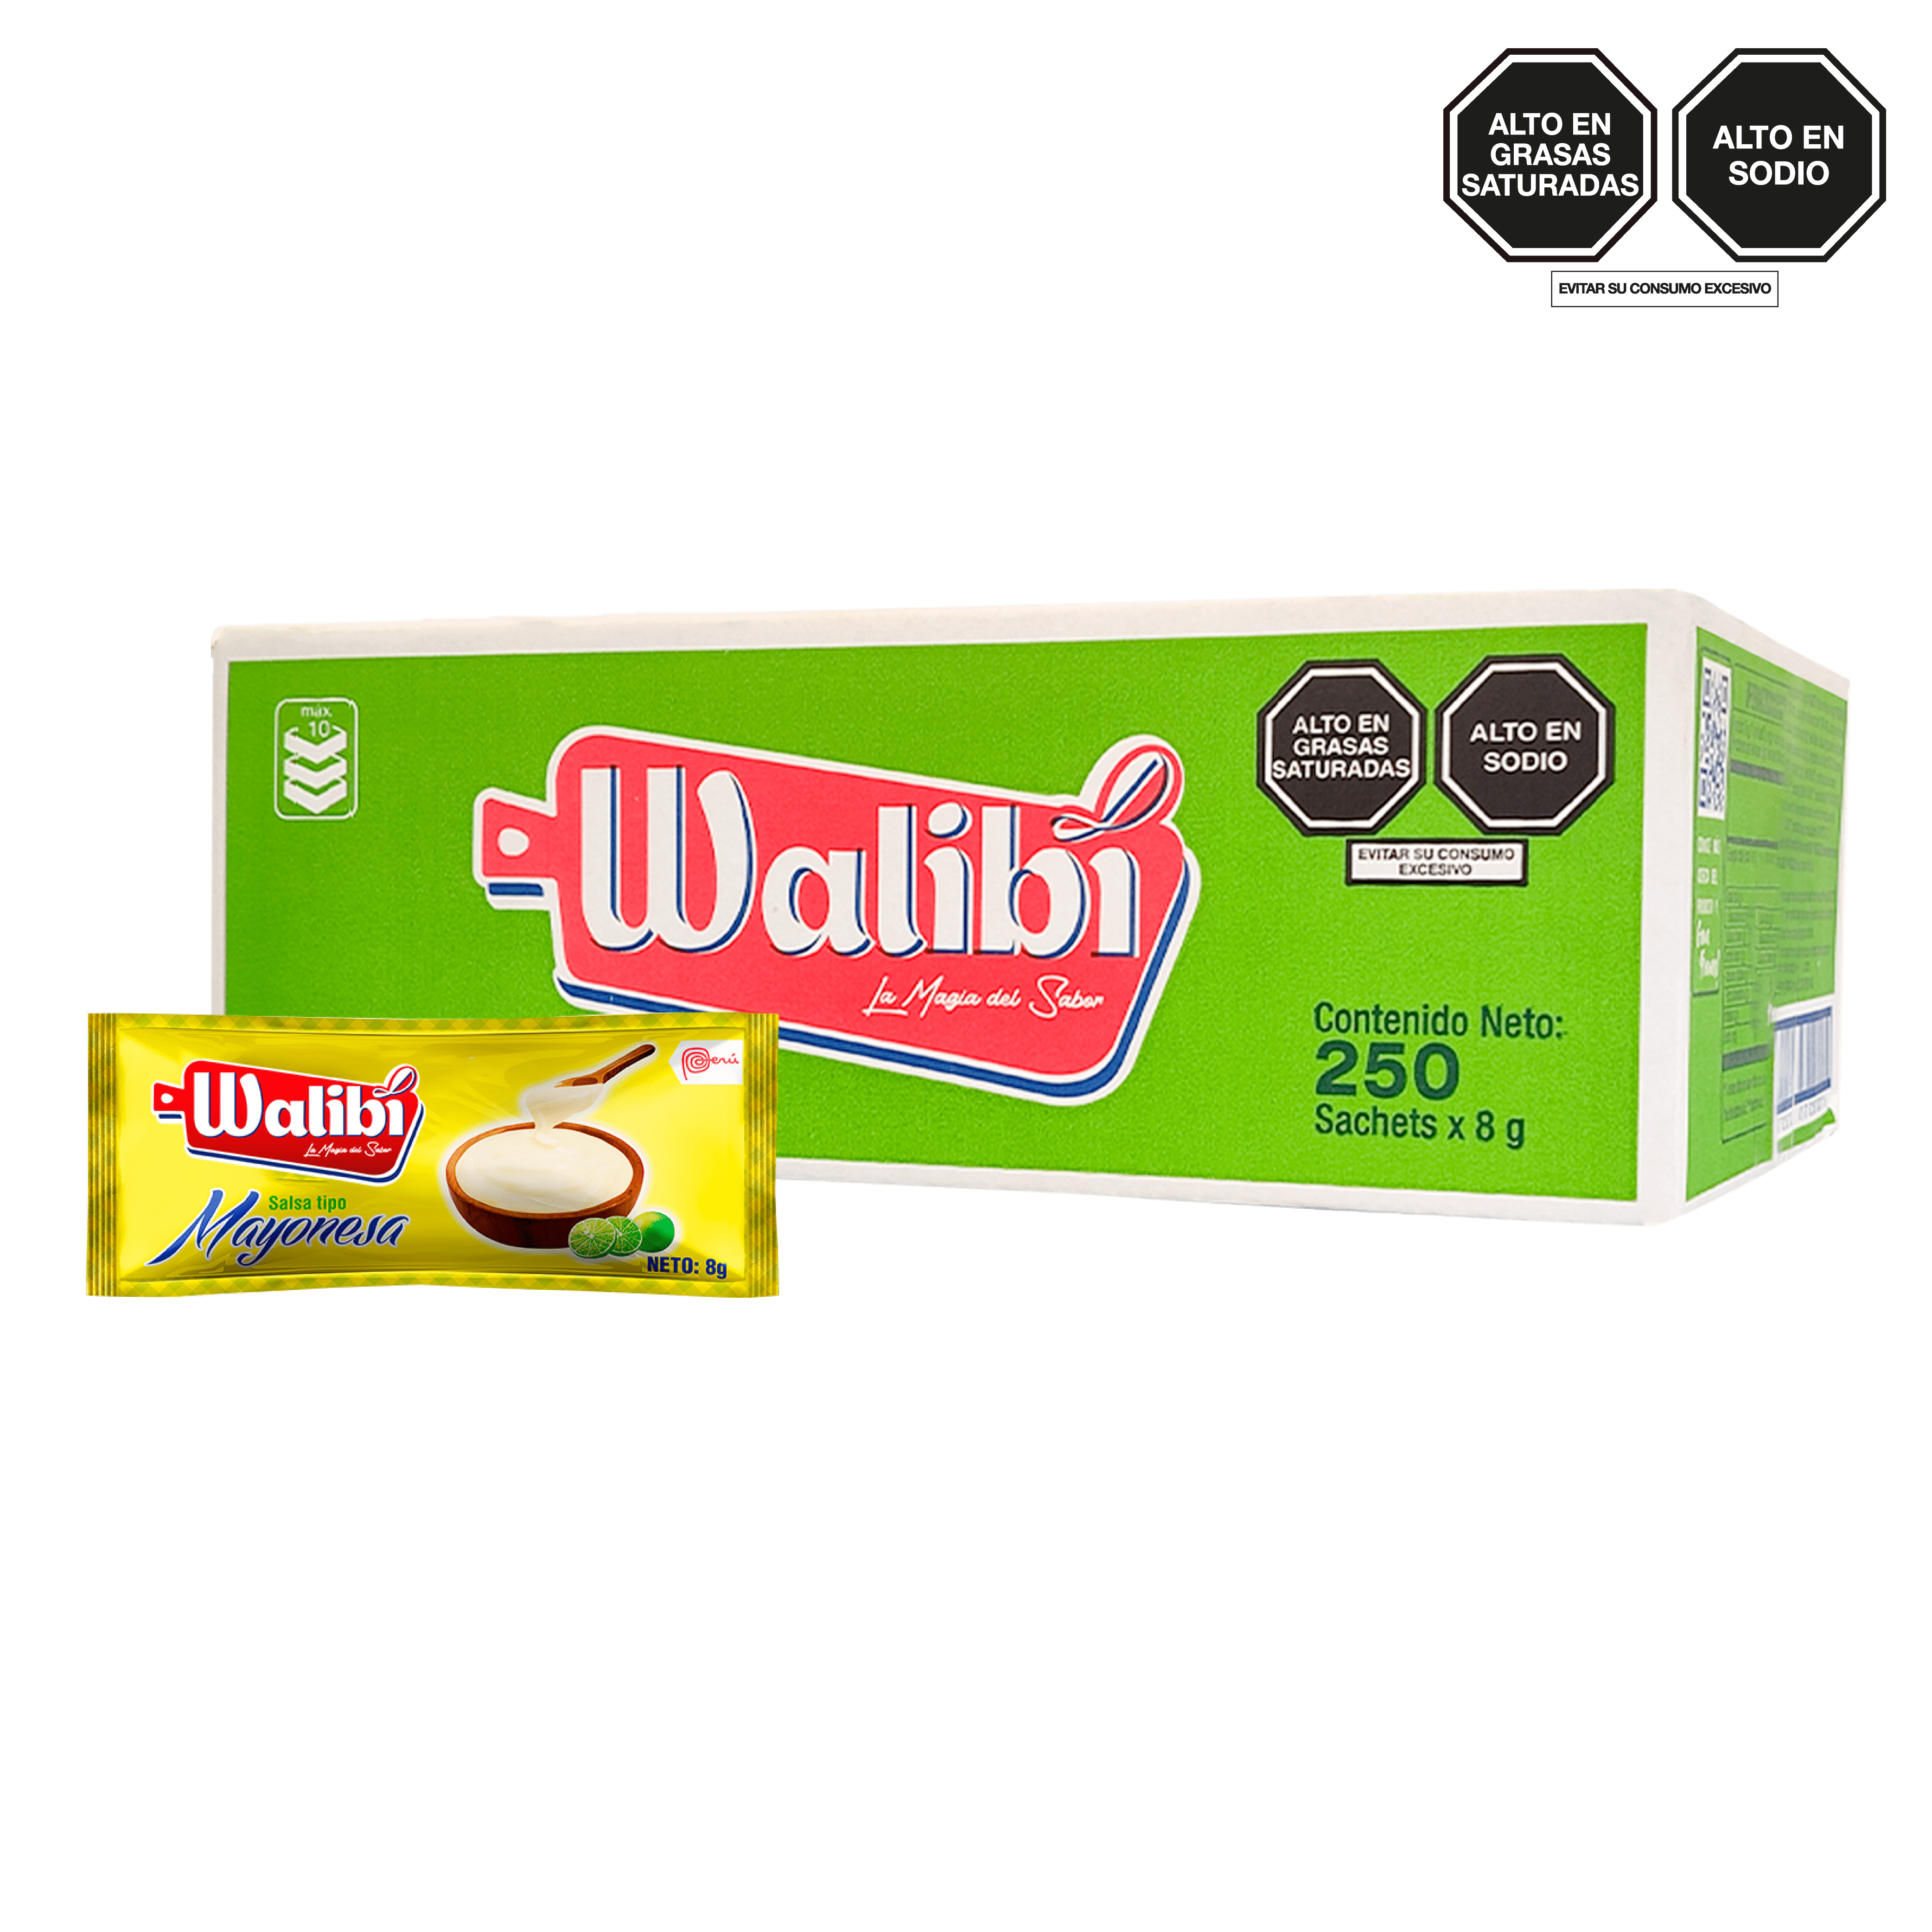 ALTO EN
GRASAS
SATURADAS
ALTO EN
SODIO
EVITAR SU CONSUMO EXCESIVO
máx.
10
Walibí
La Magia del Sabor
ALTO EN
GRASAS
SATURADAS
ALTO EN
SODIO
EVITAR SU CONSUMO
EXCESIVO
Contenido Neto:
250
Sachets x 8 g
Walibí
La Magia del Sabor
Perú
Salsa tipo
Mayonesa
NETO: 8g